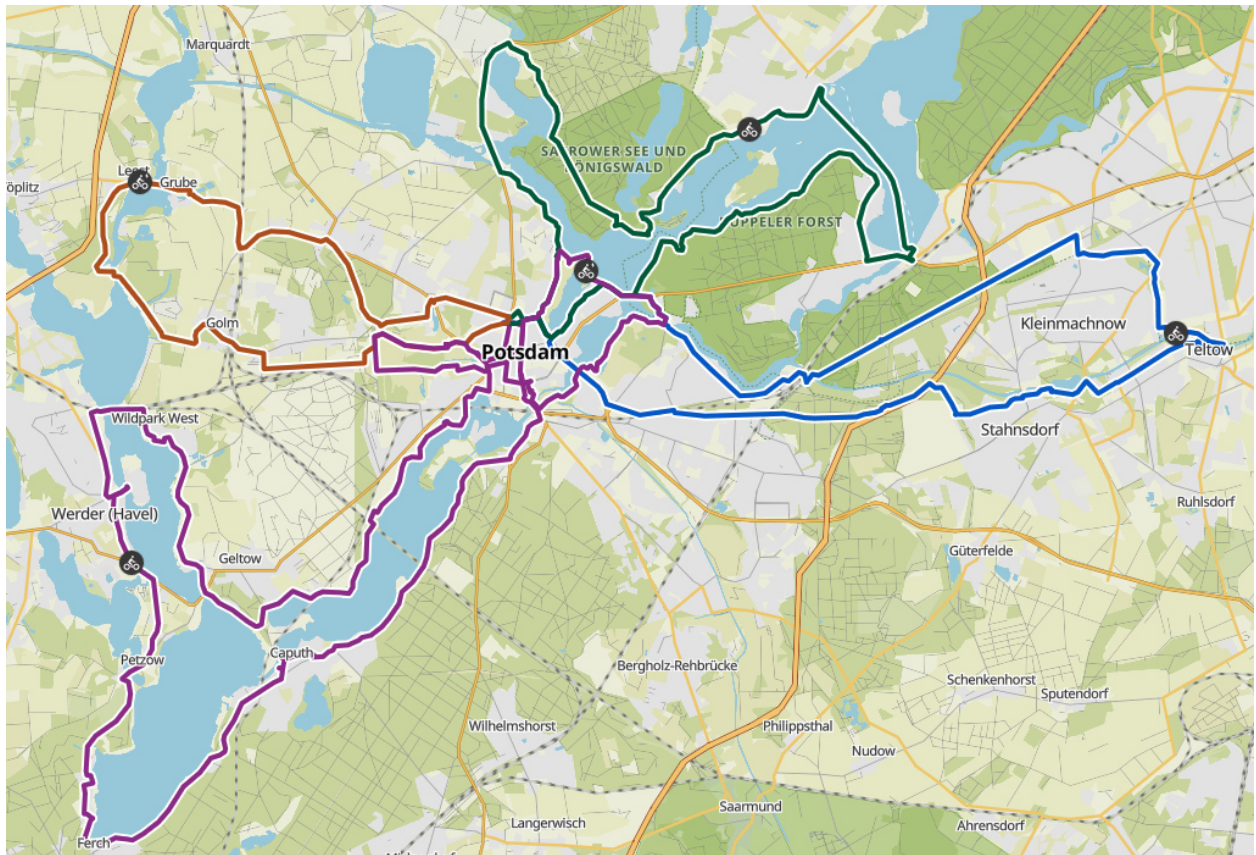 Marquardt
SACROWER SEE UND
KÖNIGSWALD
Leest
Grube
öplitz
DÜPPELER FORST
Golm
Kleinmachnow
Potsdam
Teltow
Wildpark West
Stahnsdorf
Werder (Havel)
Ruhlsdorf
Geltow
Güterfelde
Caputh
Petzow
Bergholz-Rehbrücke
Schenkenhorst
Sputendorf
Wilhelmshorst
Philippsthal
Nudow
Saarmund
Langerwisch
Ahrensdorf
Ferch